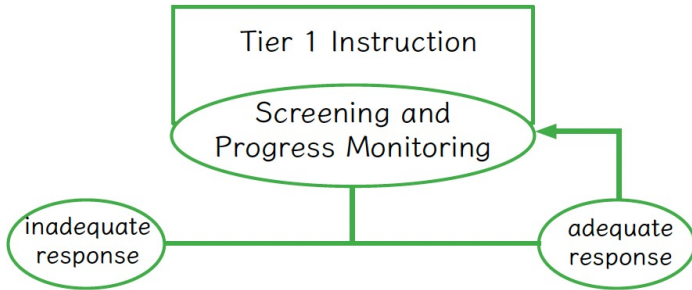 Tier 1 Instruction
Screening and
Progress Monitoring
inadequate
response
adequate
response